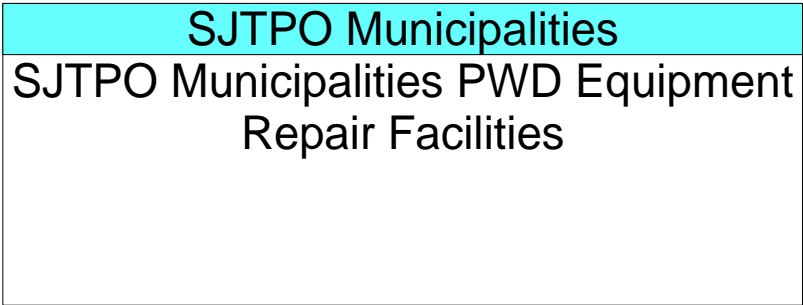 SJTPO Municipalities
SJTPO Municipalities PWD Equipment
Repair Facilities